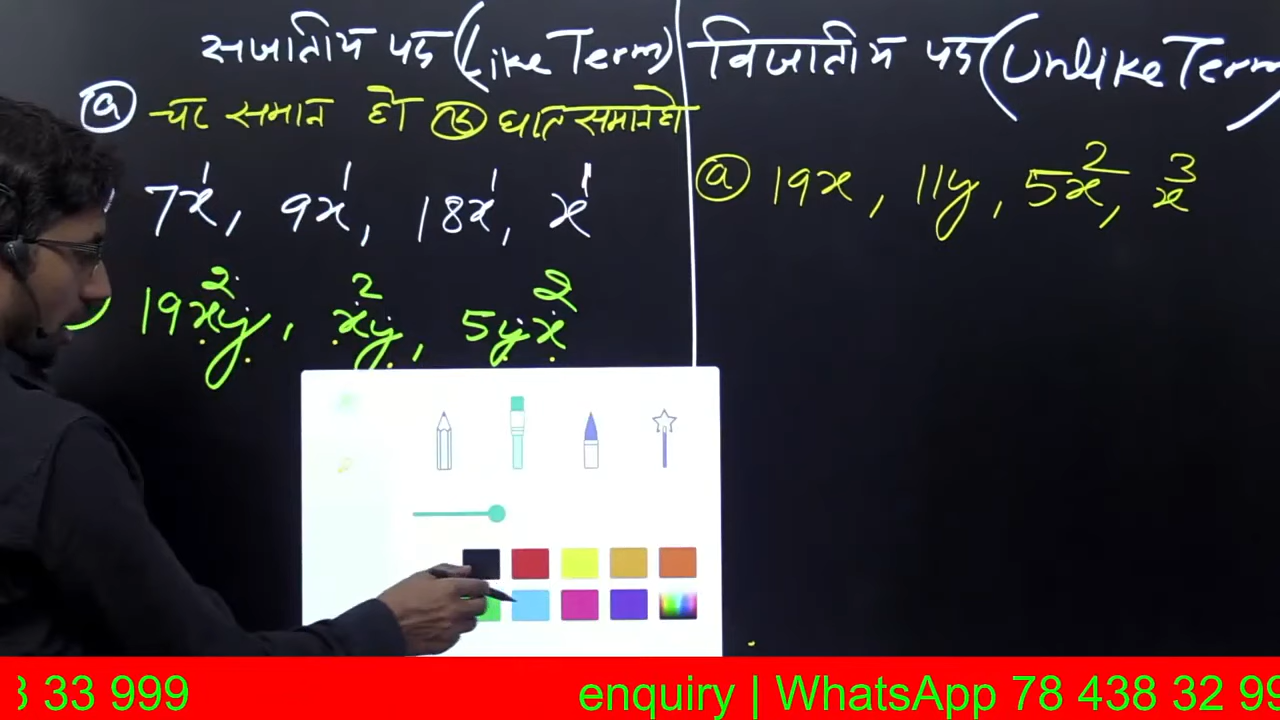 सजातीय पद (Like Term)
ⓐ चर समान हो ⓑ घात समान हो
7x¹, 9x¹, 18x¹, x¹
19x²y, x²y, 5yx²
विजातीय पद (Unlike Term
ⓐ 19x, 11y, 5x², x³
33 999 enquiry | WhatsApp 78 438 32 99